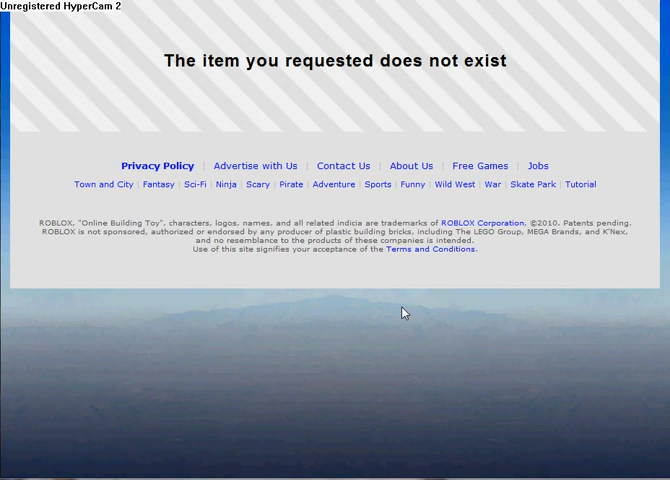 Unregistered HyperCam 2
The item you requested does not exist
Privacy Policy | Advertise with Us | Contact Us | About Us | Free Games | Jobs
Town and City | Fantasy | Sci-Fi | Ninja | Scary | Pirate | Adventure | Sports | Funny | Wild West | War | Skate Park | Tutorial
ROBLOX, "Online Building Toy", characters, logos, names, and all related indicia are trademarks of ROBLOX Corporation, ©2010. Patents pending.
ROBLOX is not sponsored, authorized or endorsed by any producer of plastic building bricks, including The LEGO Group, MEGA Brands, and K'Nex,
and no resemblance to the products of these companies is intended.
Use of this site signifies your acceptance of the Terms and Conditions.